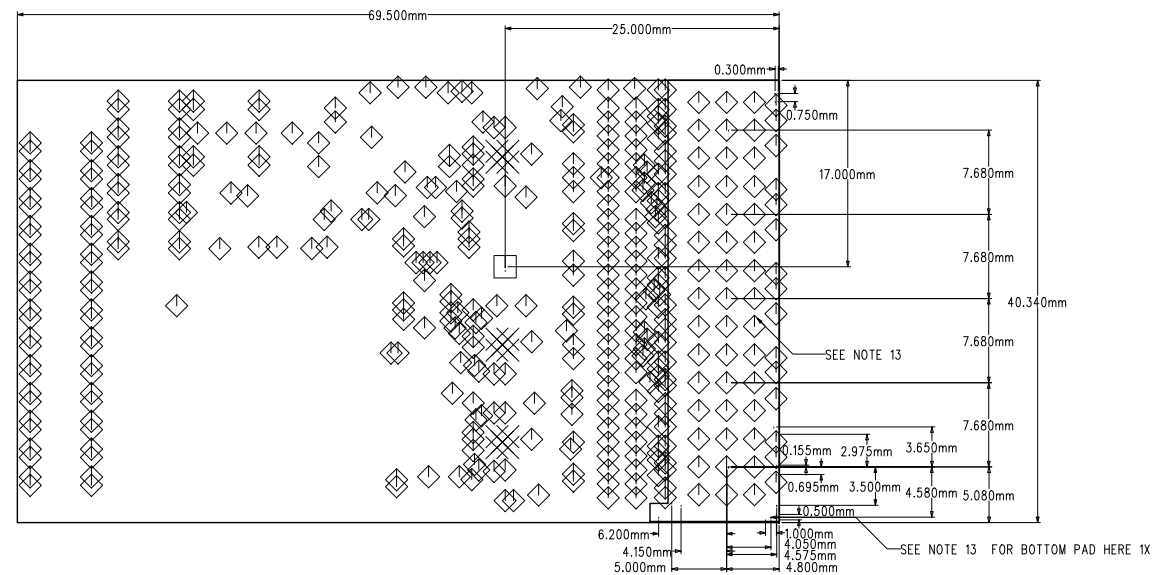 69.500mm
25.000mm
0.300mm
0.750mm
17.000mm
7.680mm
7.680mm
40.340mm
7.680mm
SEE NOTE 13
7.680mm
3.650mm
0.155mm
2.975mm
0.695mm
3.500mm
4.580mm
5.080mm
0.500mm
6.200mm
1.000mm
4.050mm
4.150mm
4.575mm
SEE NOTE 13 FOR BOTTOM PAD HERE 1X
5.000mm
4.800mm